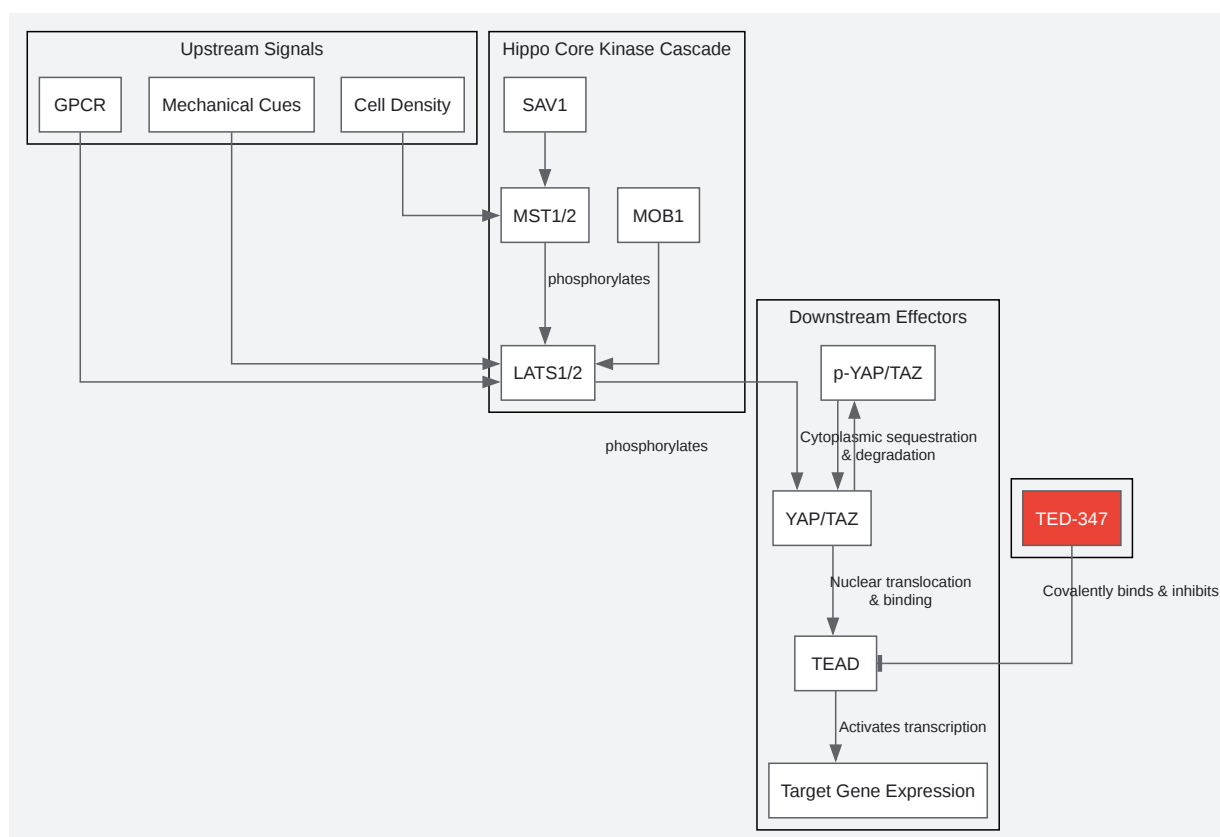 Upstream Signals
GPCR
Mechanical Cues
Cell Density
Hippo Core Kinase Cascade
SAV1
MST1/2
MOB1
phosphorylates
LATS1/2
phosphorylates
Downstream Effectors
p-YAP/TAZ
Cytoplasmic sequestration
& degradation
YAP/TAZ
TED-347
Nuclear translocation
& binding
Covalently binds & inhibits
TEAD
Activates transcription
Target Gene Expression